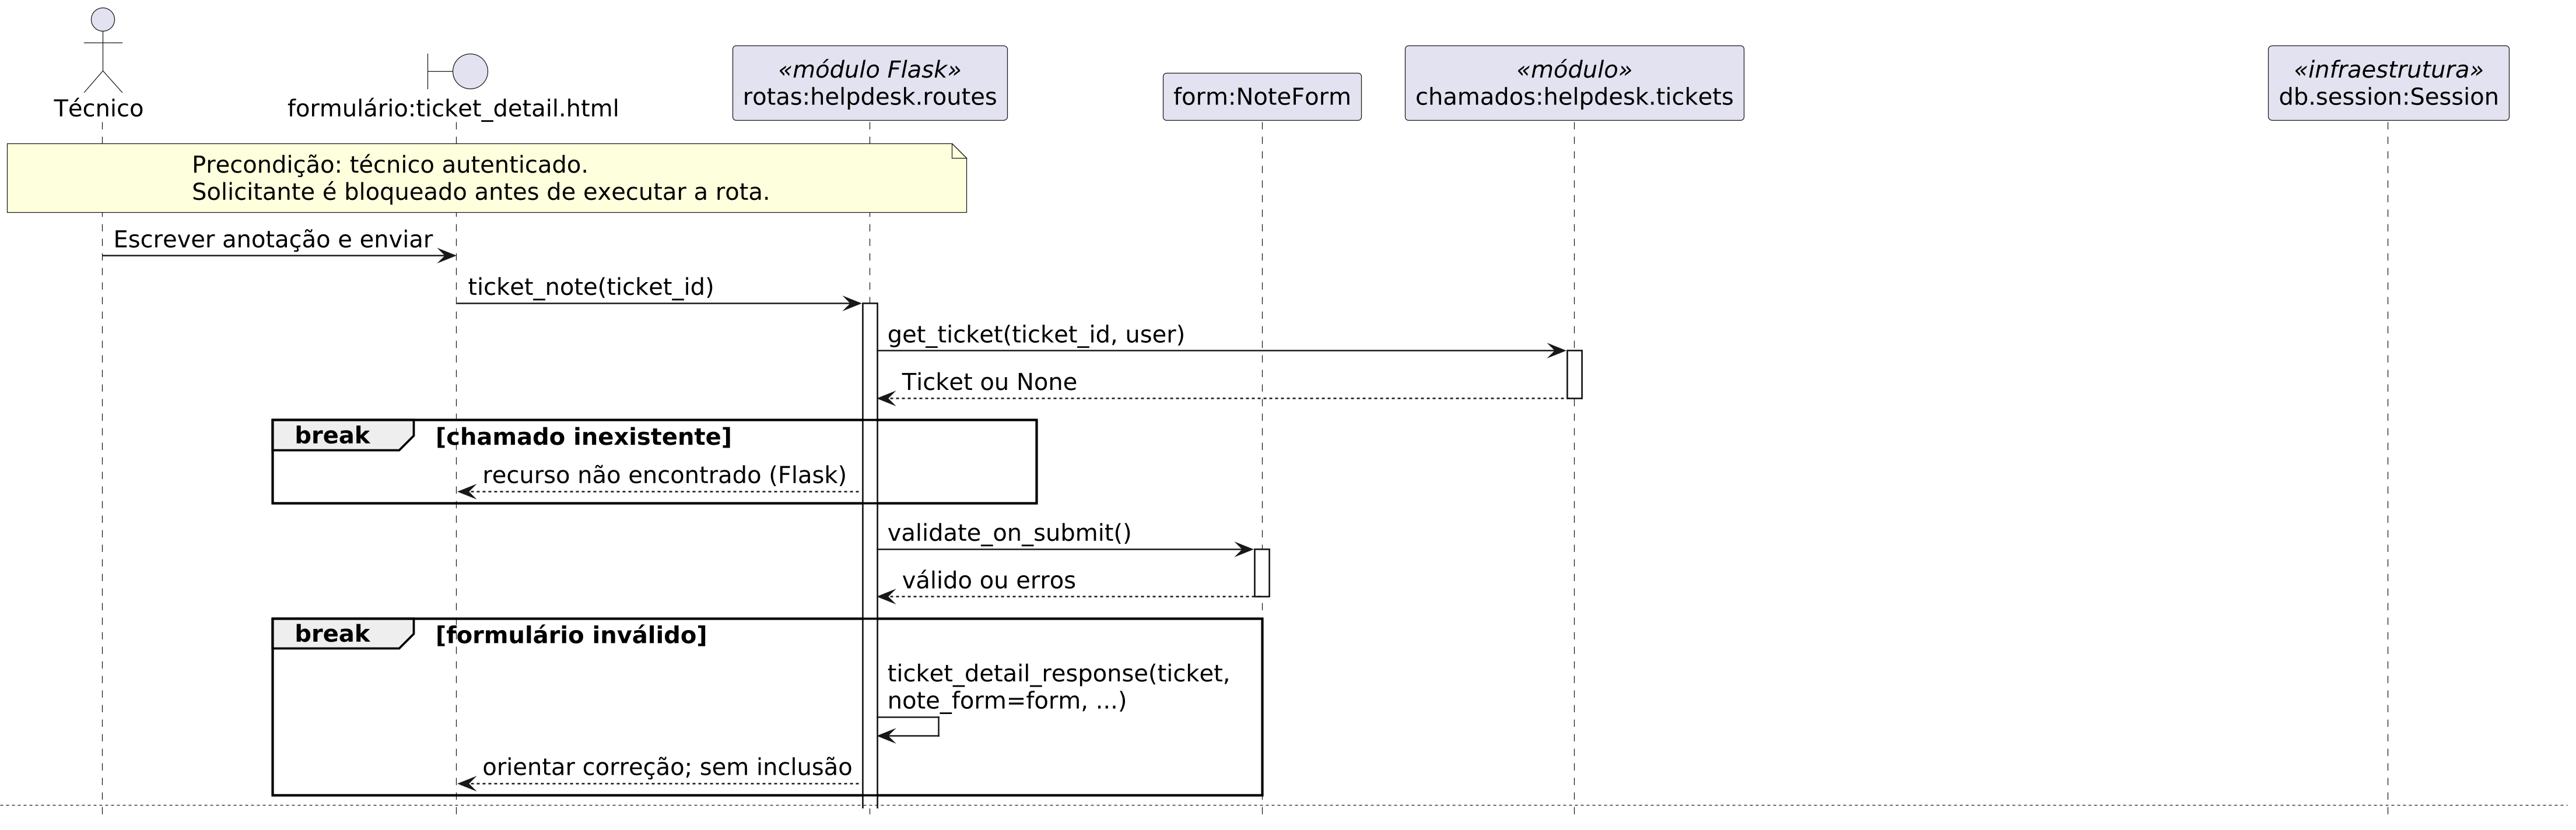 Técnico
formulário:ticket_detail.html
«módulo Flask»
rotas:helpdesk.routes
form:NoteForm
«módulo»
chamados:helpdesk.tickets
«infraestrutura»
db.session:Session
Precondição: técnico autenticado.
Solicitante é bloqueado antes de executar a rota.
Escrever anotação e enviar
ticket_note(ticket_id)
get_ticket(ticket_id, user)
Ticket ou None
break [chamado inexistente]
recurso não encontrado (Flask)
validate_on_submit()
válido ou erros
break [formulário inválido]
ticket_detail_response(ticket,
note_form=form, ...)
orientar correção; sem inclusão